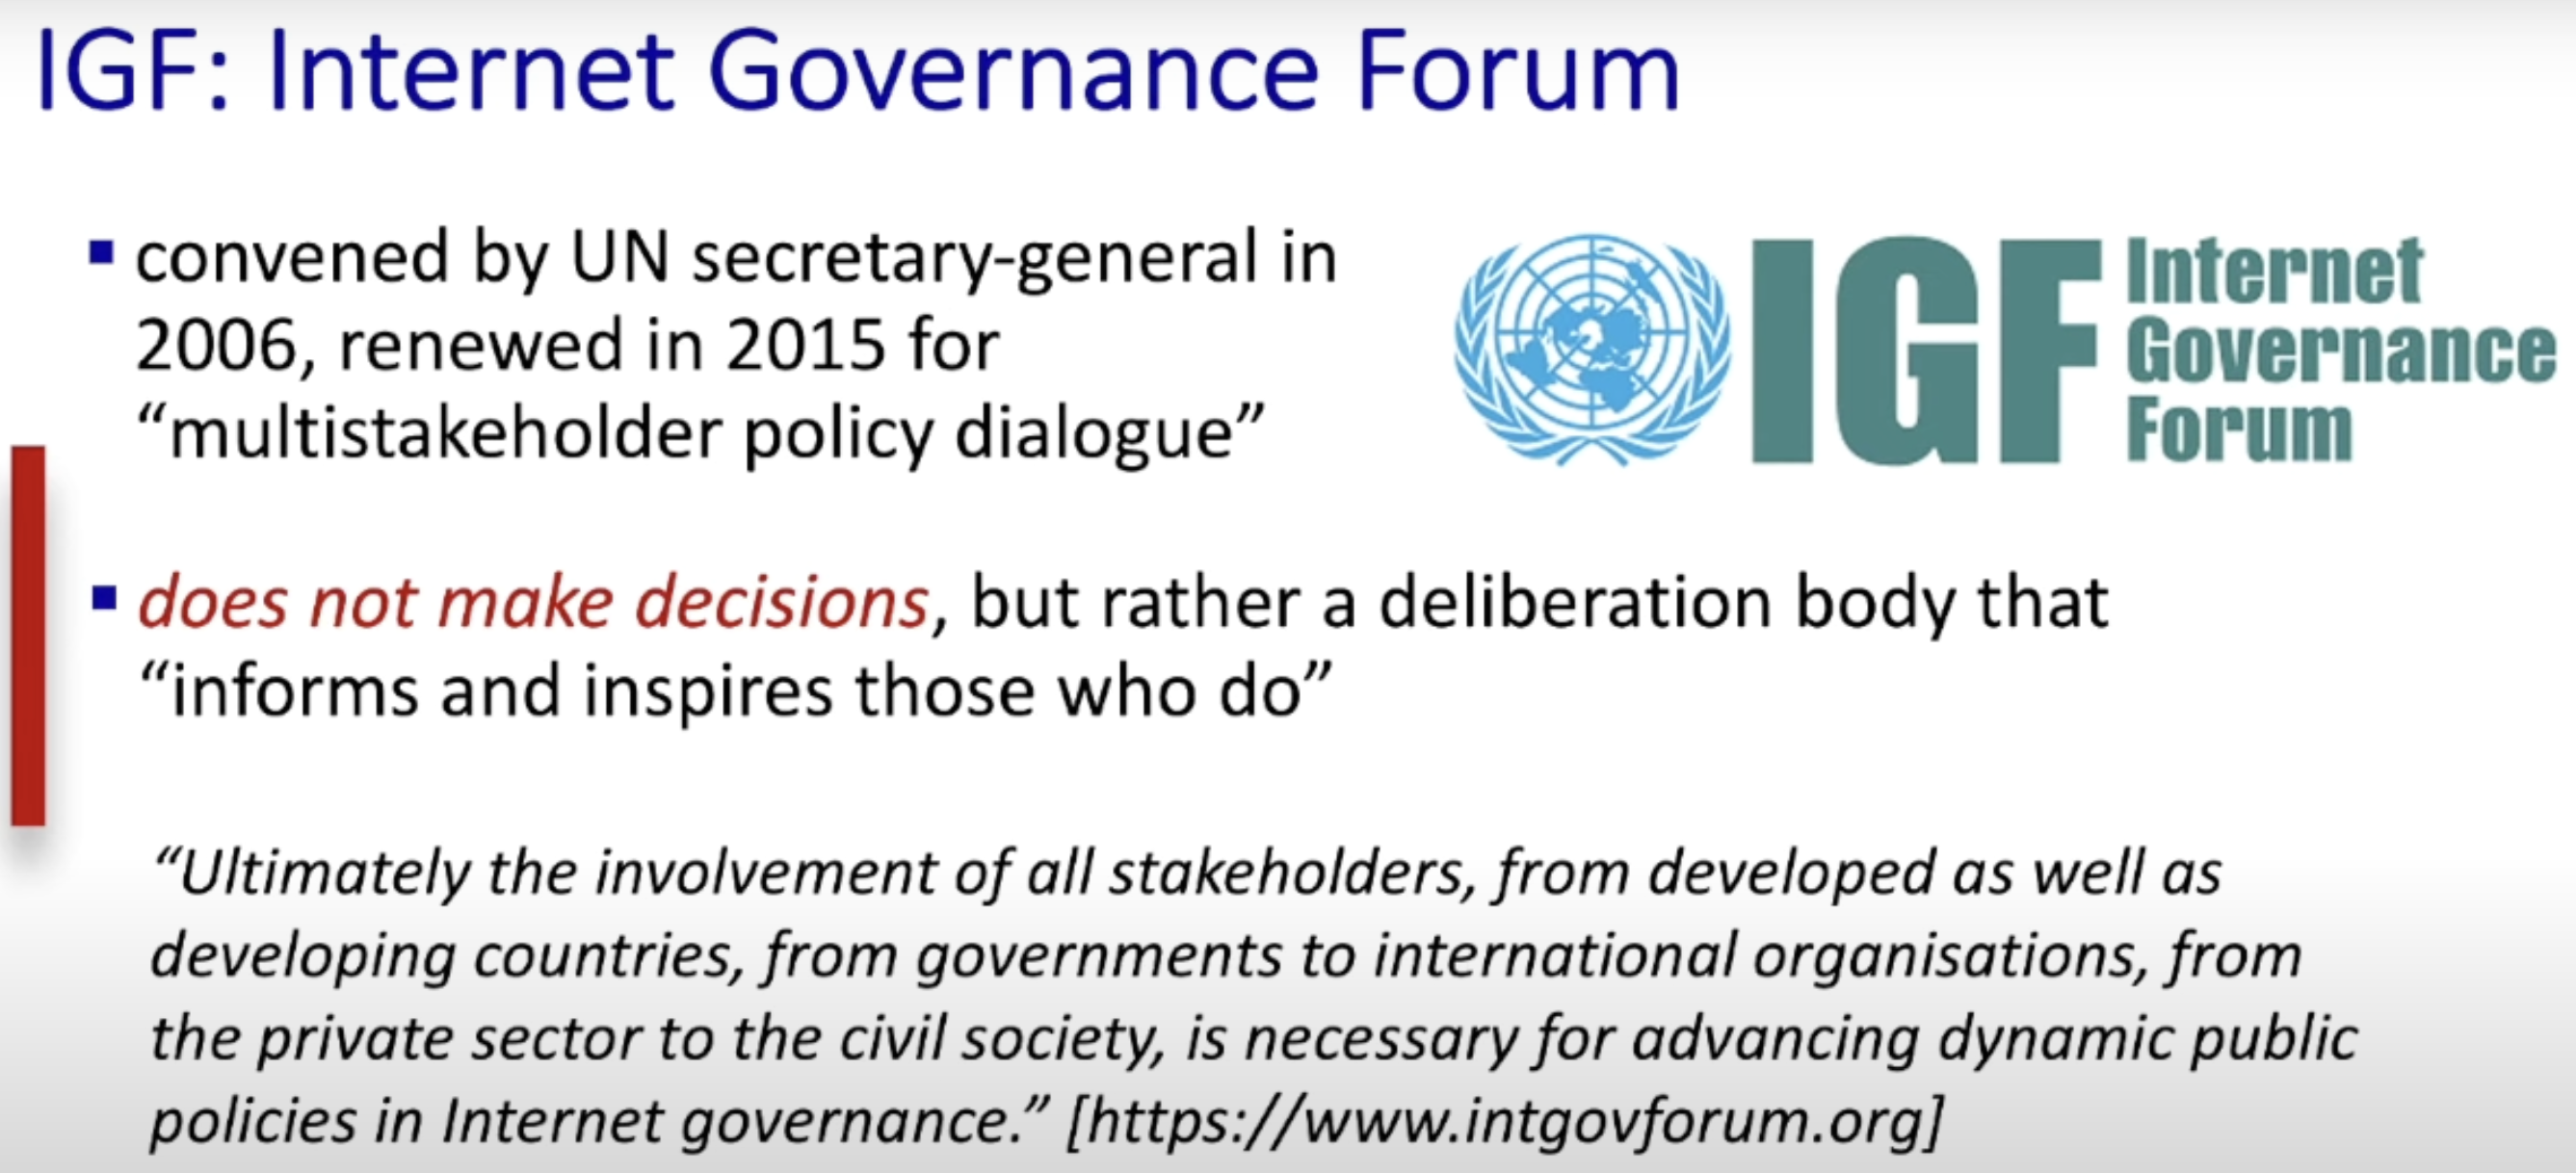 IGF: Internet Governance Forum
▪ convened by UN secretary-general in
2006, renewed in 2015 for
“multistakeholder policy dialogue”
IGF Internet
Governance
Forum
▪ does not make decisions, but rather a deliberation body that
“informs and inspires those who do”
“Ultimately the involvement of all stakeholders, from developed as well as
developing countries, from governments to international organisations, from
the private sector to the civil society, is necessary for advancing dynamic public
policies in Internet governance.” [https://www.intgovforum.org]